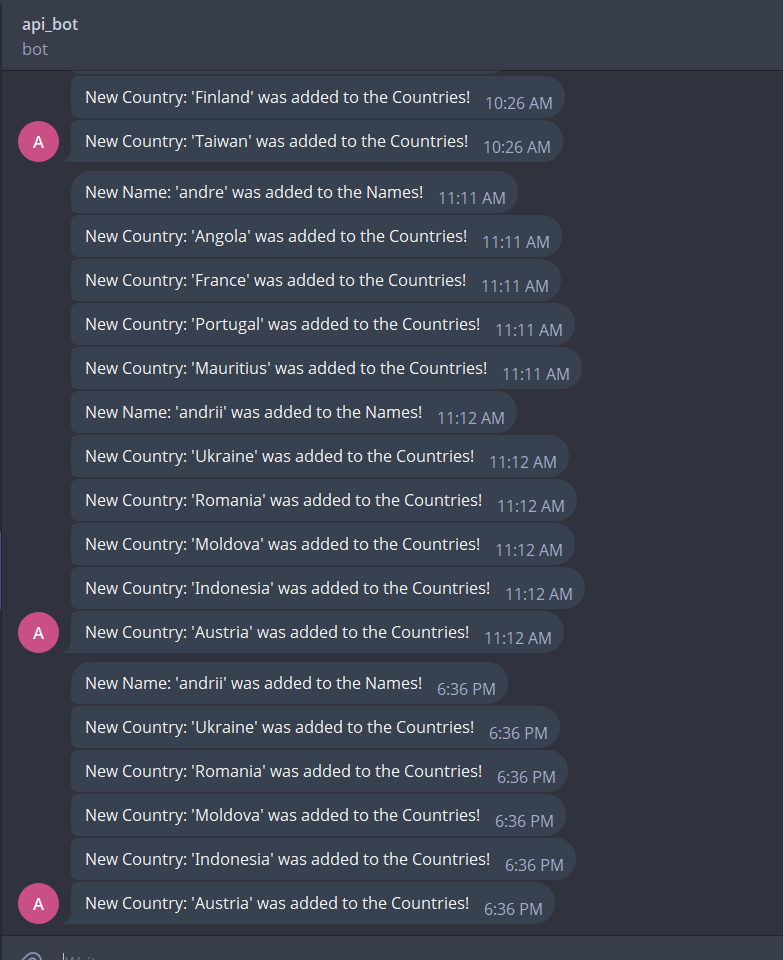 api_bot
bot
New Country: 'Finland' was added to the Countries! 10:26 AM
A
New Country: 'Taiwan' was added to the Countries! 10:26 AM
New Name: 'andre' was added to the Names! 11:11 AM
New Country: 'Angola' was added to the Countries! 11:11 AM
New Country: 'France' was added to the Countries! 11:11 AM
New Country: 'Portugal' was added to the Countries! 11:11 AM
New Country: 'Mauritius' was added to the Countries! 11:11 AM
New Name: 'andrii' was added to the Names! 11:12 AM
New Country: 'Ukraine' was added to the Countries! 11:12 AM
New Country: 'Romania' was added to the Countries! 11:12 AM
New Country: 'Moldova' was added to the Countries! 11:12 AM
New Country: 'Indonesia' was added to the Countries! 11:12 AM
A
New Country: 'Austria' was added to the Countries! 11:12 AM
New Name: 'andrii' was added to the Names! 6:36 PM
New Country: 'Ukraine' was added to the Countries! 6:36 PM
New Country: 'Romania' was added to the Countries! 6:36 PM
New Country: 'Moldova' was added to the Countries! 6:36 PM
New Country: 'Indonesia' was added to the Countries! 6:36 PM
A
New Country: 'Austria' was added to the Countries! 6:36 PM